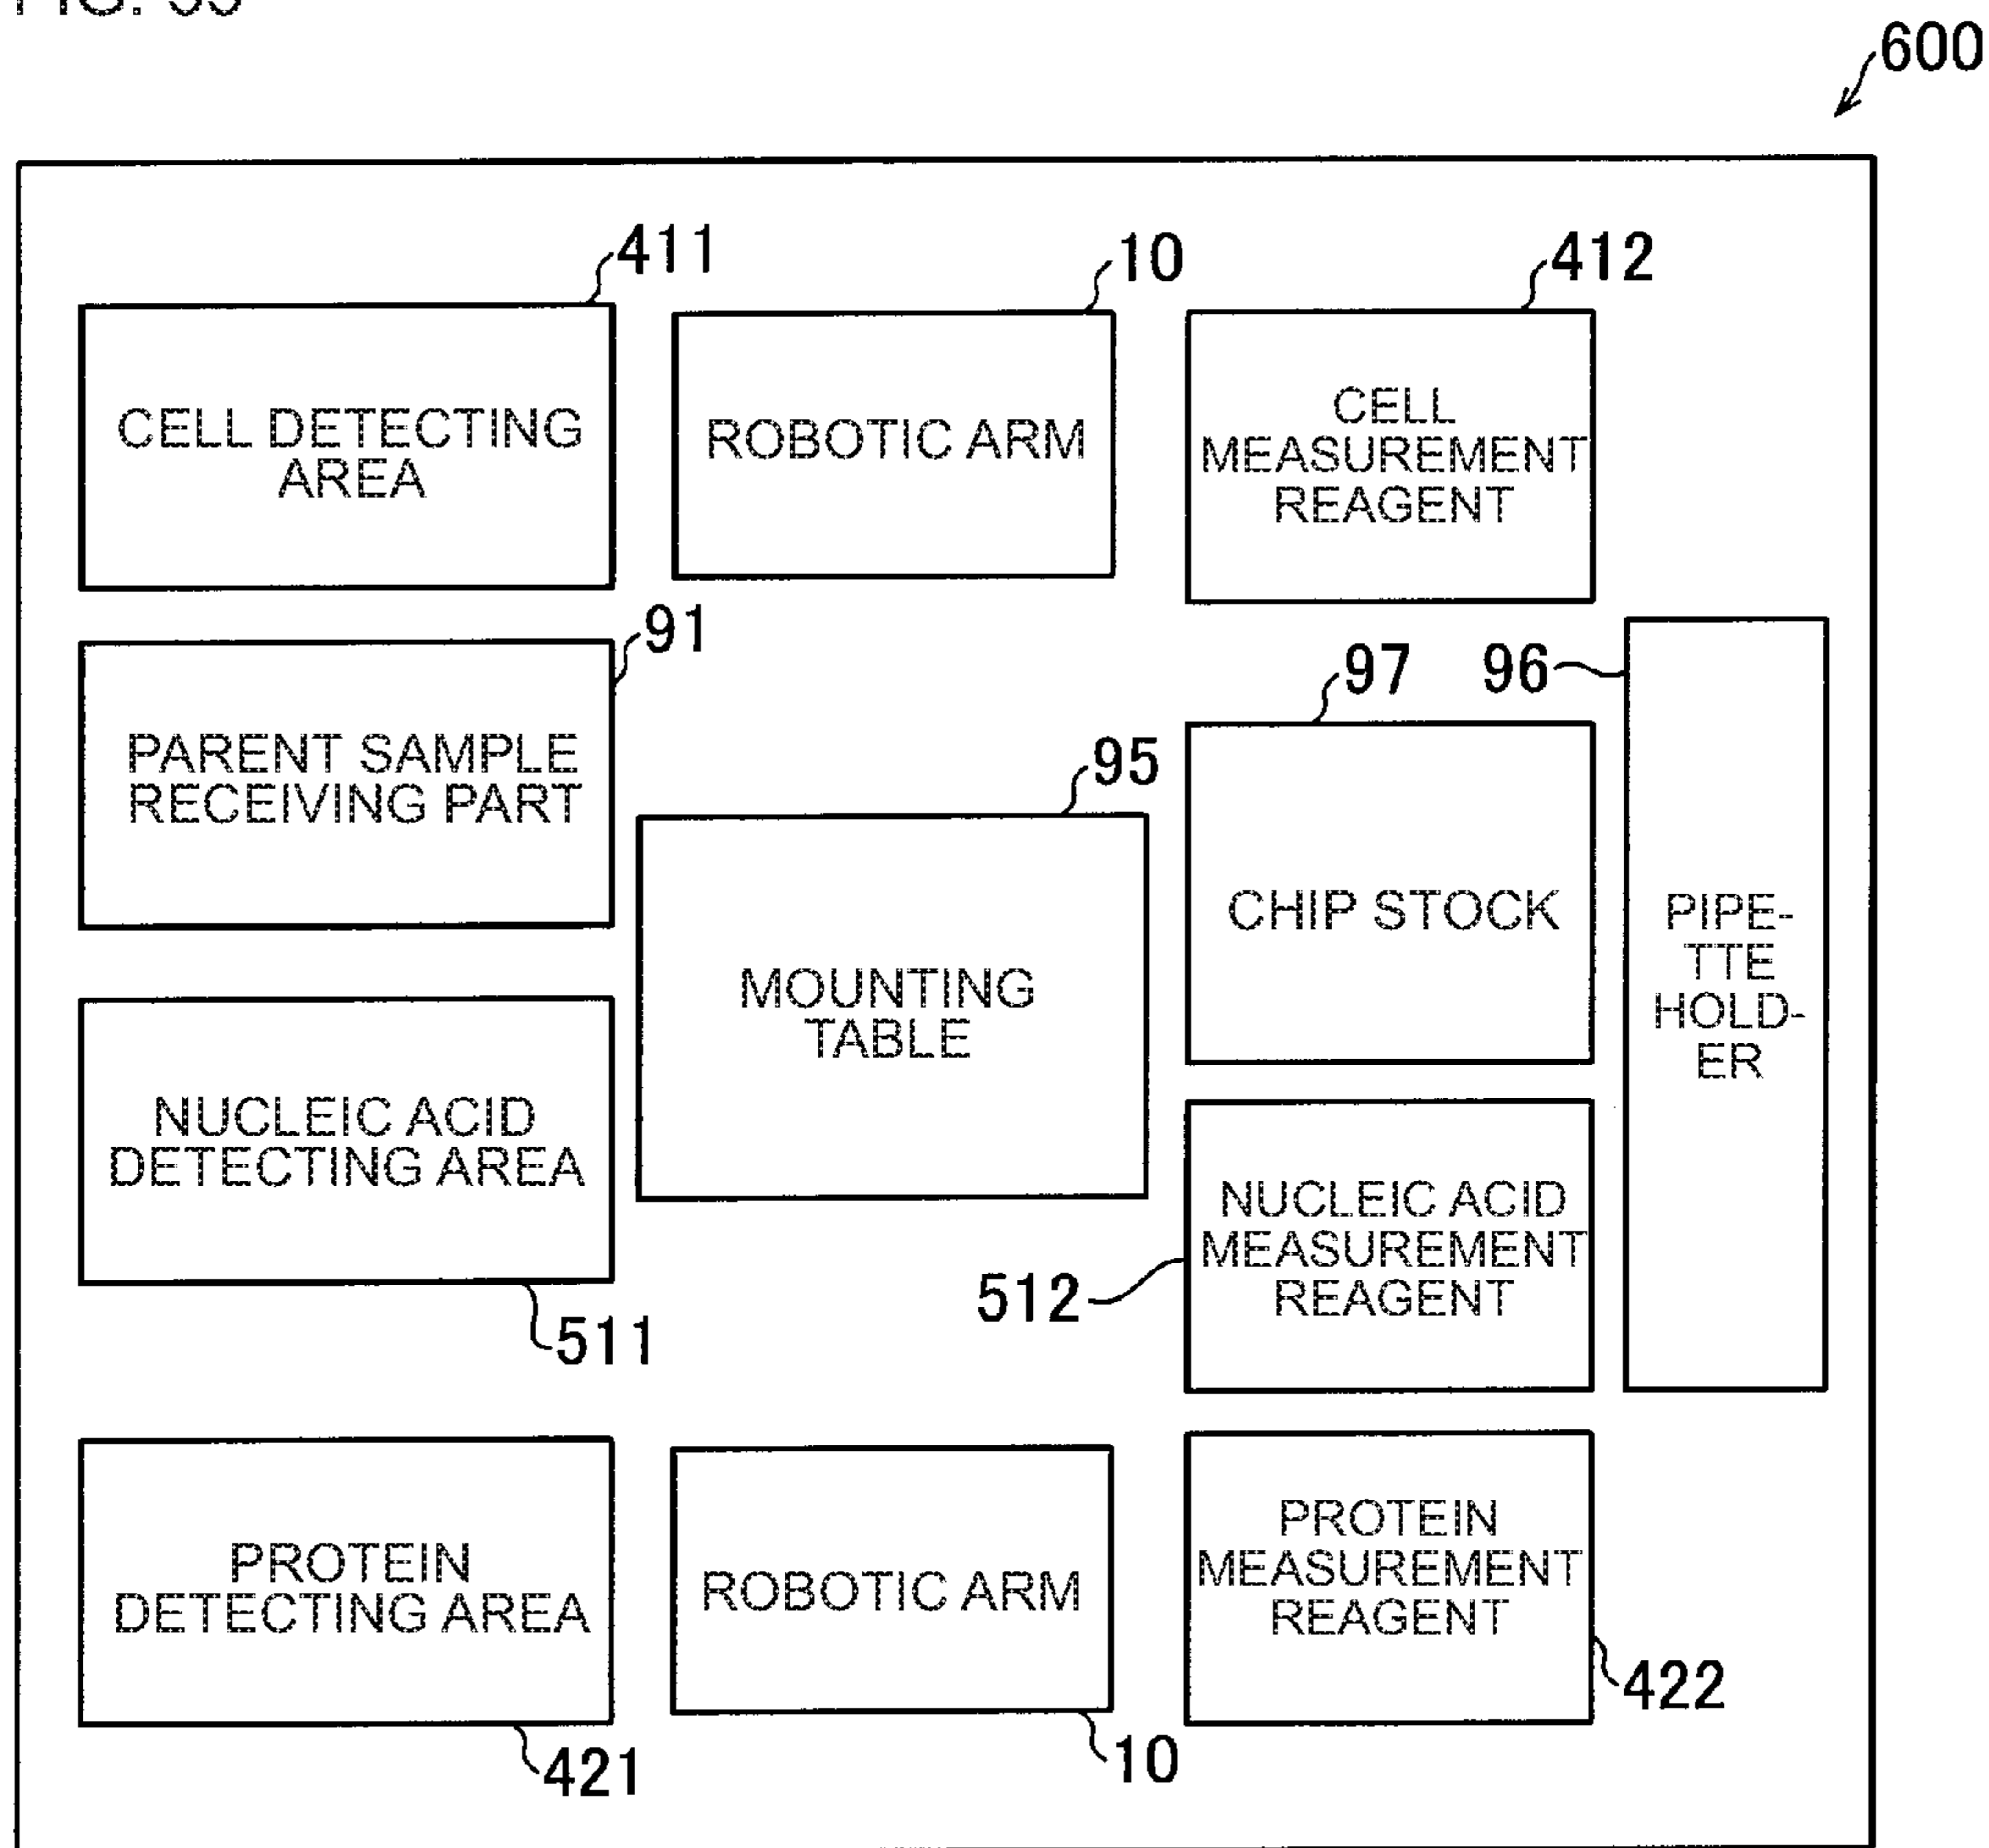 600
411
10
412
CELL DETECTING
AREA
ROBOTIC ARM
CELL
MEASUREMENT
REAGENT
91
97
96
PARENT SAMPLE
RECEIVING PART
95
CHIP STOCK
PIPE-
TTE
HOLD-
ER
MOUNTING
TABLE
NUCLEIC ACID
DETECTING AREA
NUCLEIC ACID
MEASUREMENT
REAGENT
512
511
PROTEIN
DETECTING AREA
ROBOTIC ARM
PROTEIN
MEASUREMENT
REAGENT
422
421
10